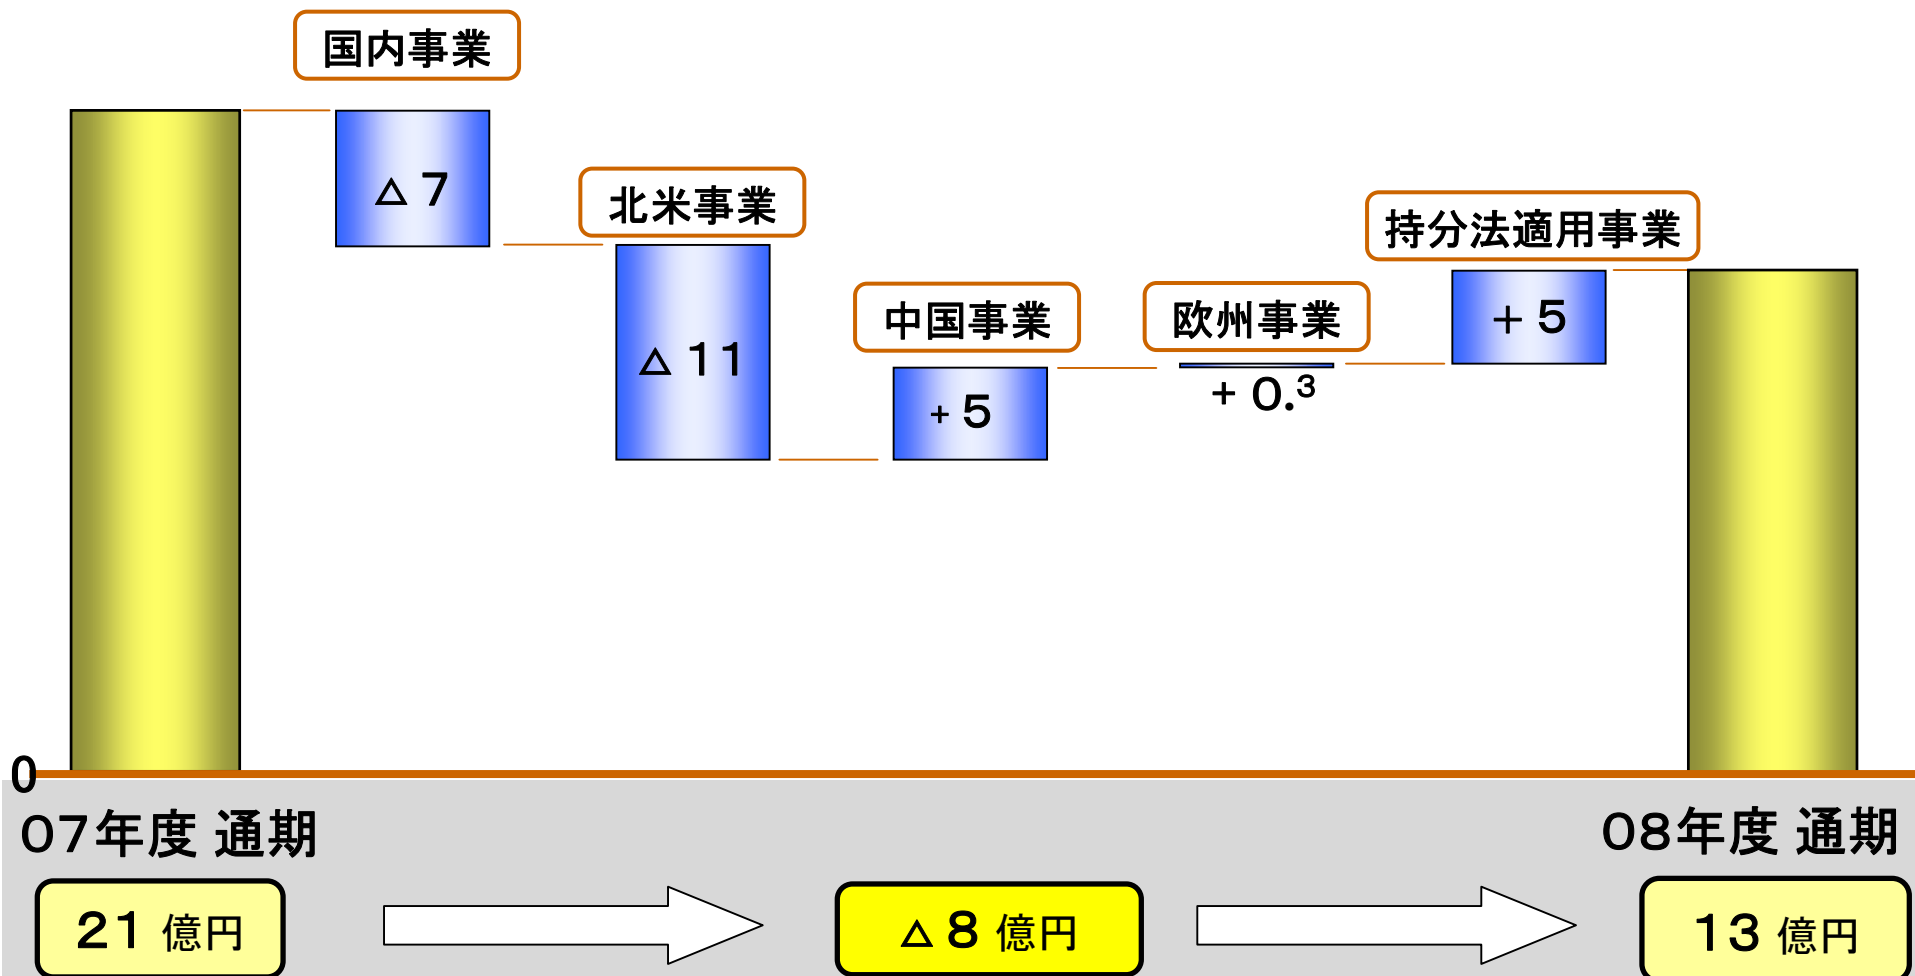 国内事業
△ 7
北米事業
△ 11
中国事業
+ 5
欧州事業
+ 0.3
持分法適用事業
+ 5
0
07年度 通期
08年度 通期
21 億円
△ 8 億円
13 億円